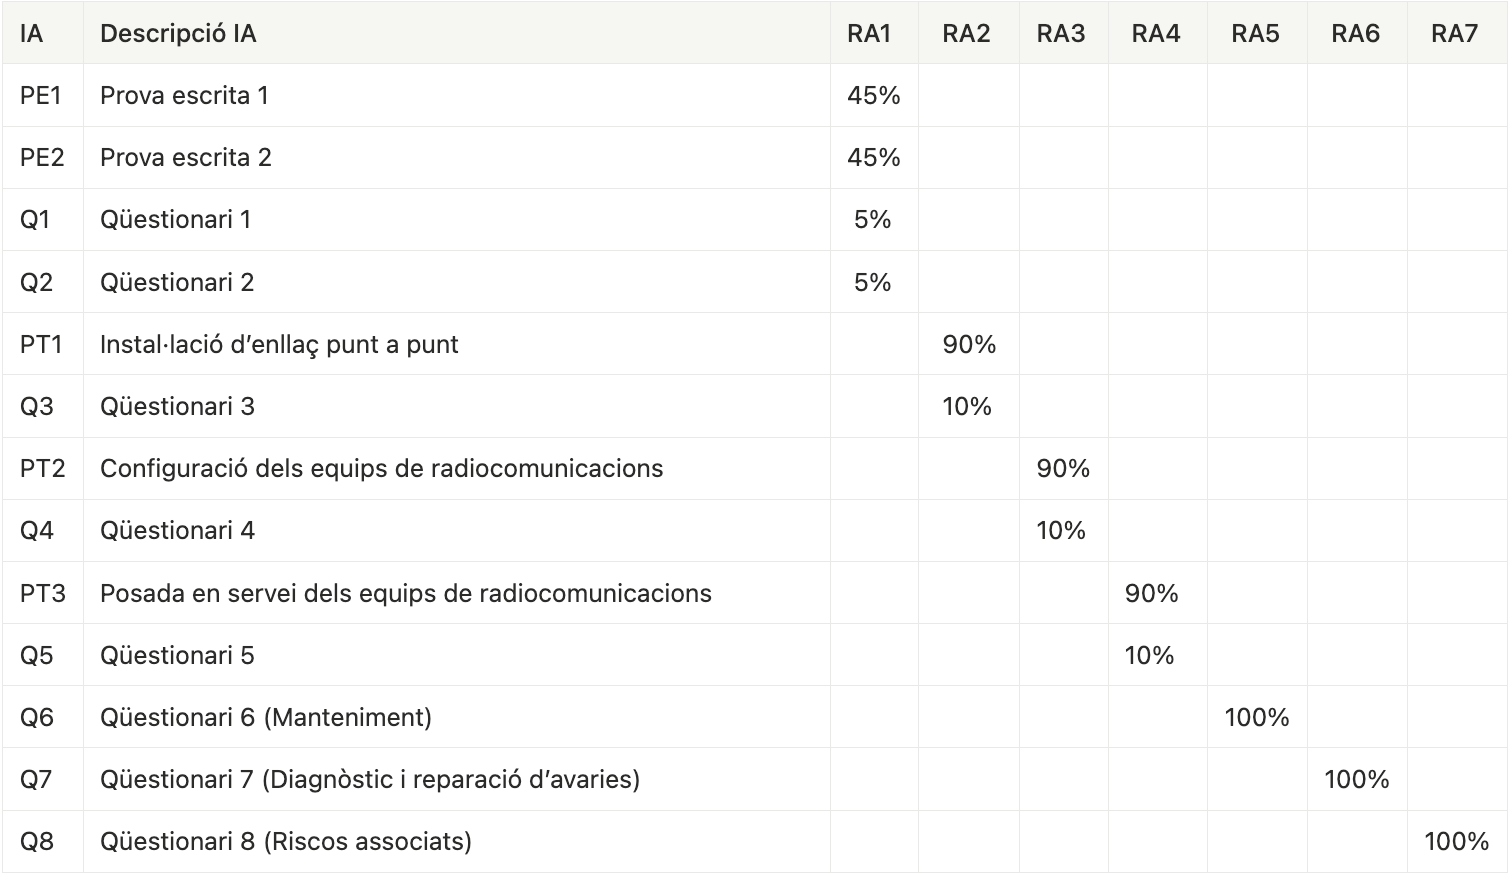 IA Descripció IA RA1 RA2 RA3 RA4 RA5 RA6 RA7
PE1 Prova escrita 1 45%
PE2 Prova escrita 2 45%
Q1 Qüestionari 1 5%
Q2 Qüestionari 2 5%
PT1 Instal·lació d’enllaç punt a punt 90%
Q3 Qüestionari 3 10%
PT2 Configuració dels equips de radiocomunicacions 90%
Q4 Qüestionari 4 10%
PT3 Posada en servei dels equips de radiocomunicacions 90%
Q5 Qüestionari 5 10%
Q6 Qüestionari 6 (Manteniment) 100%
Q7 Qüestionari 7 (Diagnòstic i reparació d’avaries) 100%
Q8 Qüestionari 8 (Riscos associats) 100%